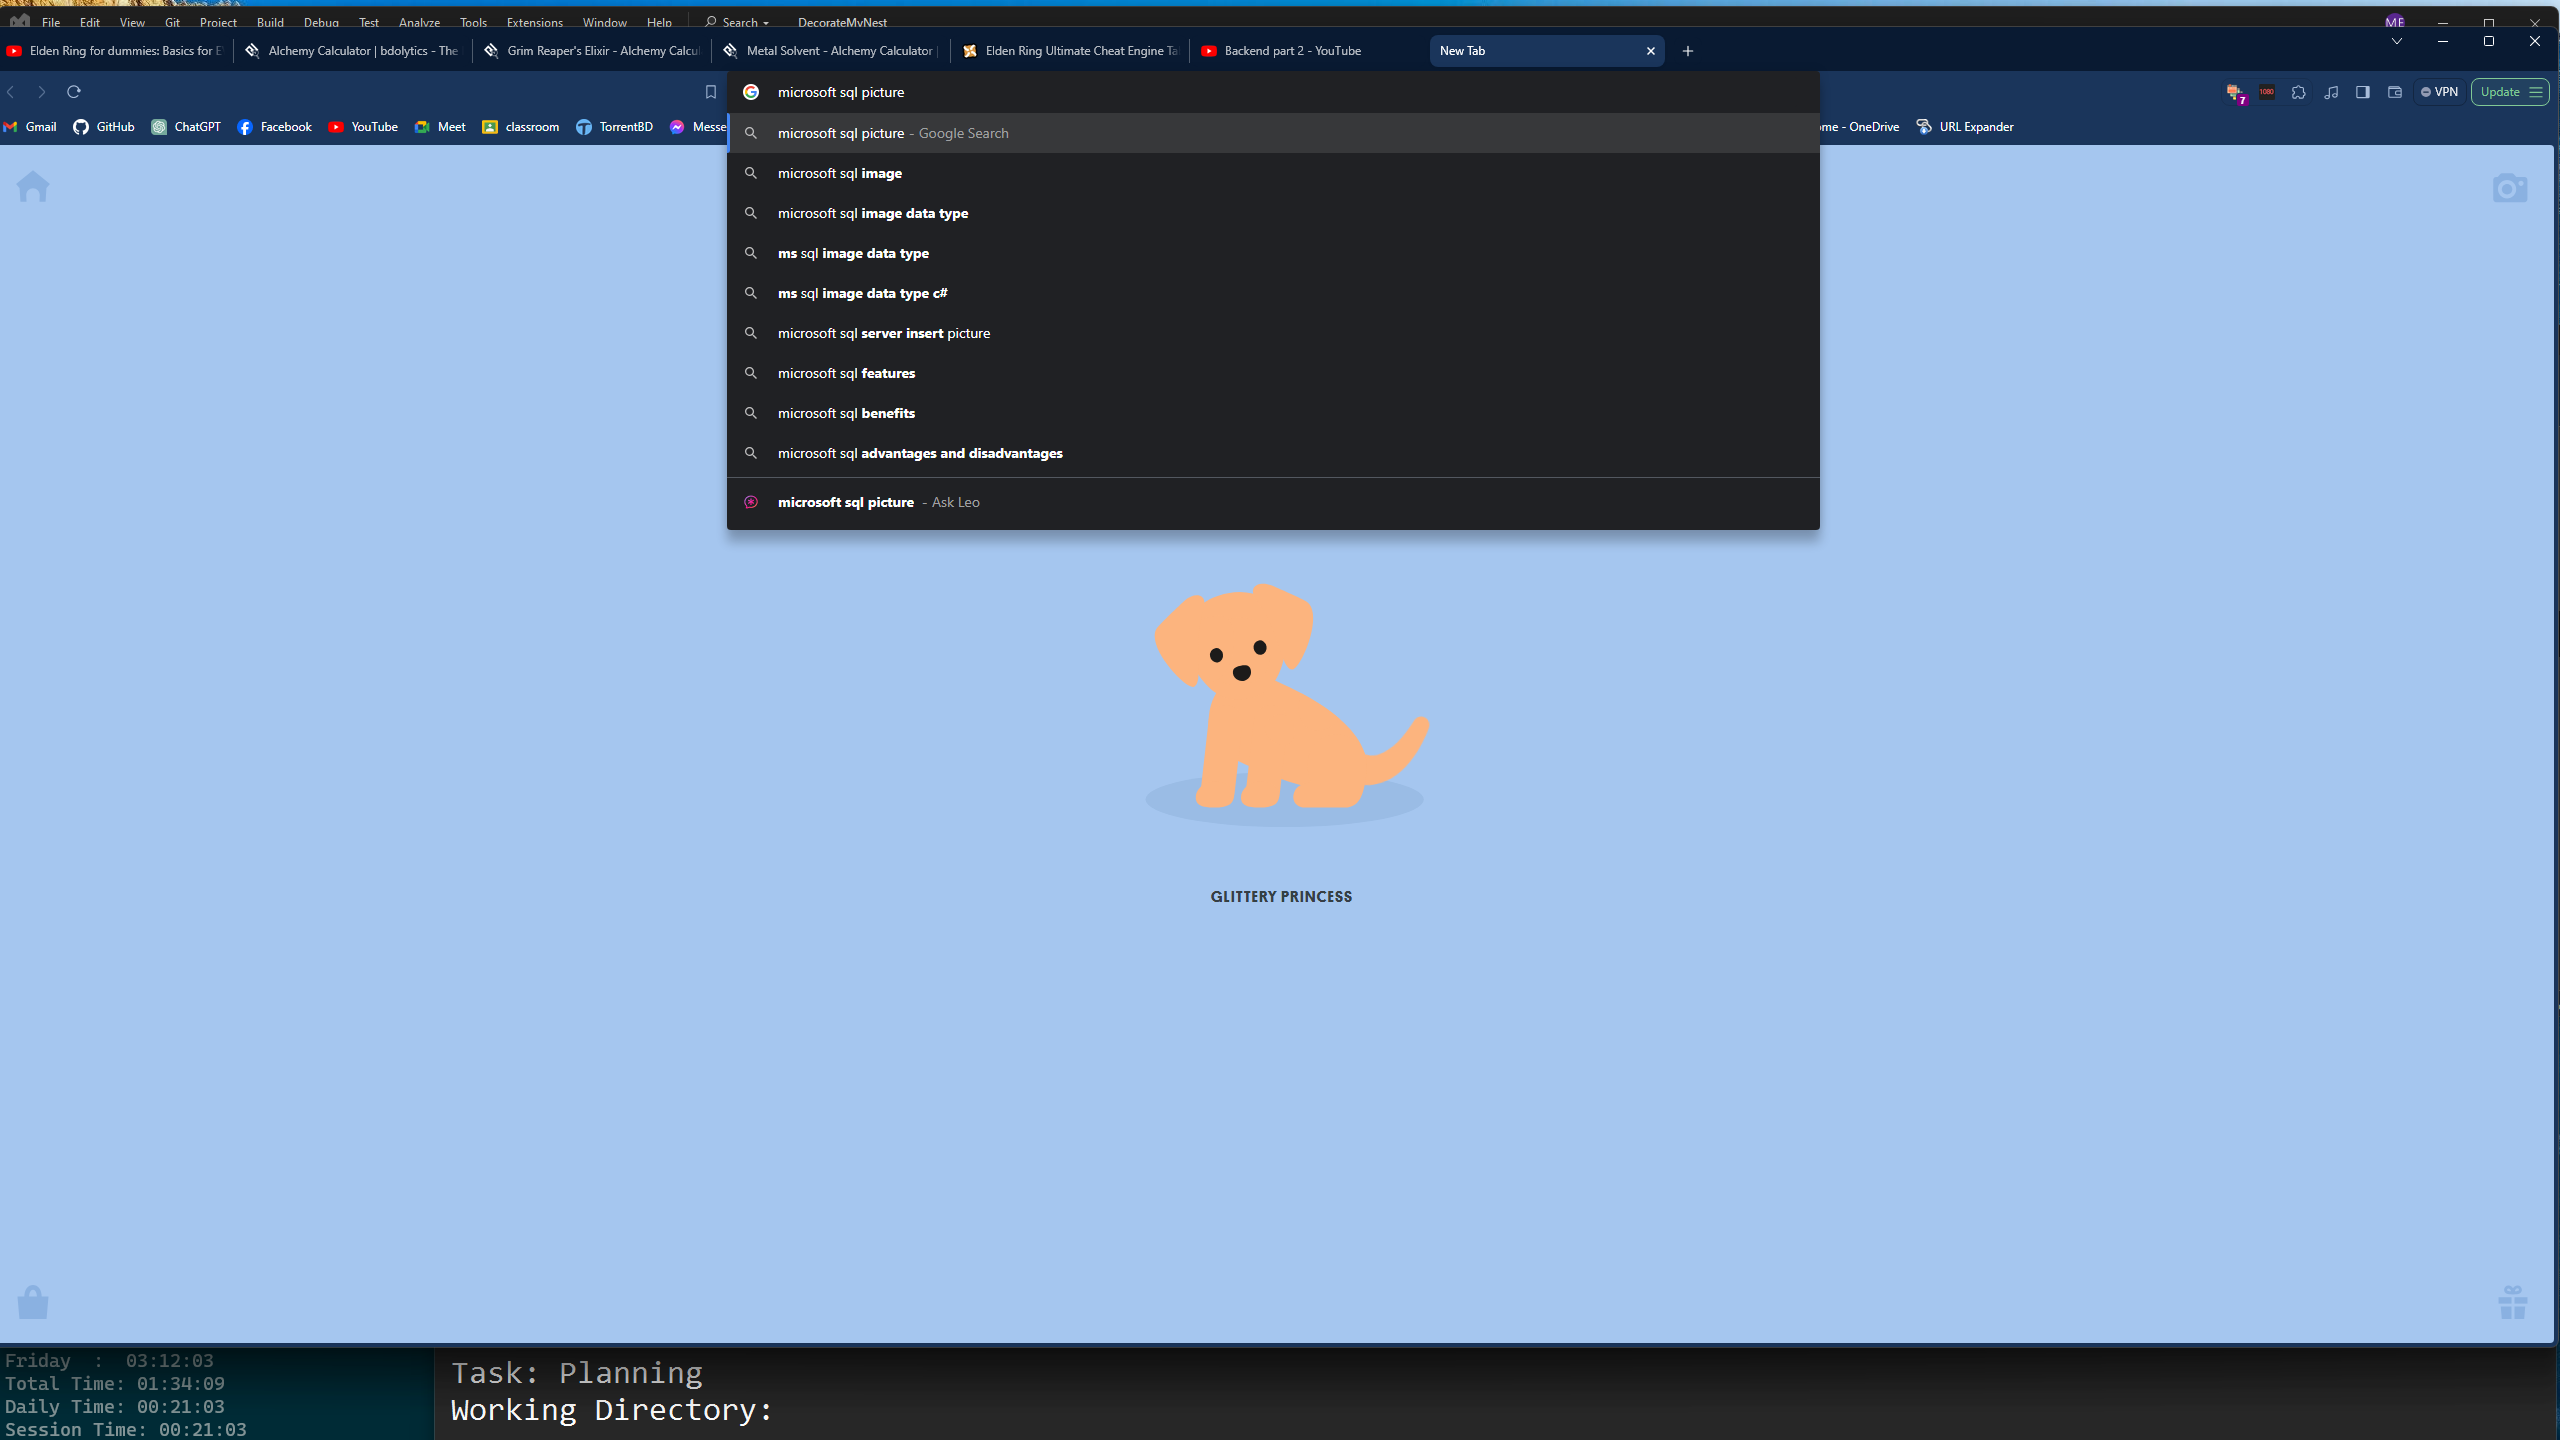 File Edit View Git Project Build Debug Test Analyze Tools Extensions Window Help Search DecorateMyNest ME
Elden Ring for dummies: Basics for E Alchemy Calculator | bdolytics - The Grim Reaper's Elixir - Alchemy Calcu Metal Solvent - Alchemy Calculator | Elden Ring Ultimate Cheat Engine Ta Backend part 2 - YouTube New Tab
microsoft sql picture 7 1080 VPN Update
Gmail GitHub ChatGPT Facebook YouTube Meet classroom TorrentBD Messe ome - OneDrive URL Expander
microsoft sql picture - Google Search
microsoft sql image
microsoft sql image data type
ms sql image data type
ms sql image data type c#
microsoft sql server insert picture
microsoft sql features
microsoft sql benefits
microsoft sql advantages and disadvantages
microsoft sql picture - Ask Leo
GLITTERY PRINCESS
Friday : 03:12:03
Total Time: 01:34:09
Daily Time: 00:21:03
Session Time: 00:21:03
Task: Planning
Working Directory: